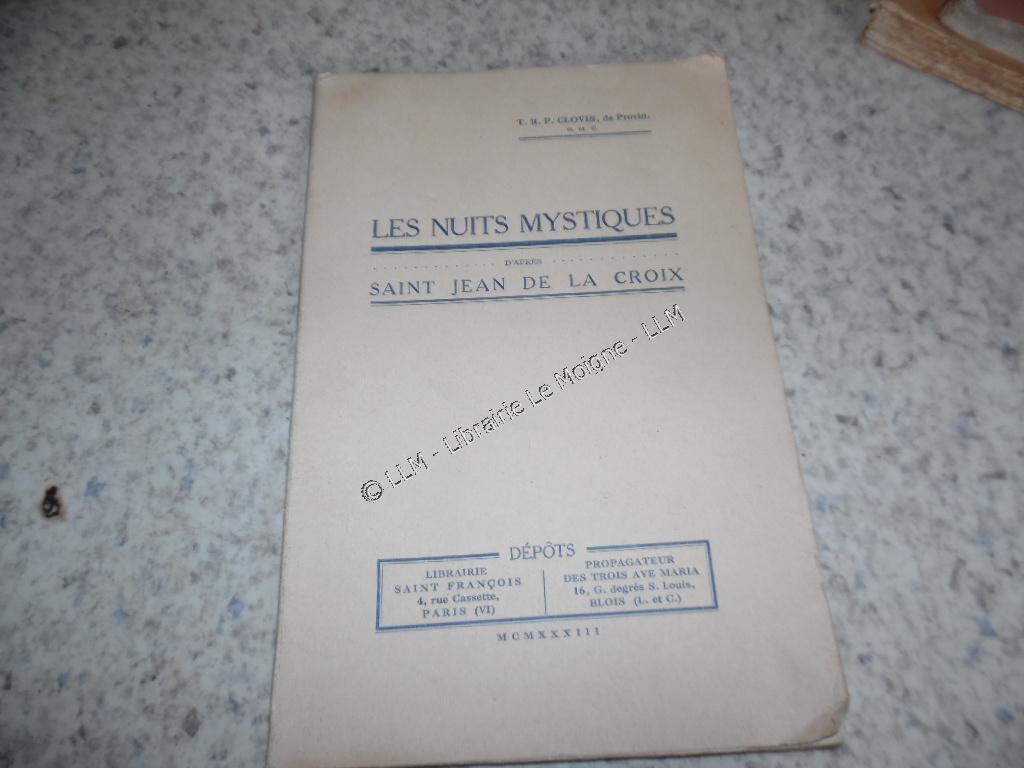 T. R. P. CLOVIS, de Provin.
O. M. C.
LES NUITS MYSTIQUES
D'APRÈS
SAINT JEAN DE LA CROIX
© LLM - Librairie Le Moigne - LLM
DÉPÔTS
LIBRAIRIE
SAINT FRANÇOIS
4, rue Cassette,
PARIS (VI)
PROPAGATEUR
DES TROIS AVE MARIA
16, G. degrés S. Louis,
BLOIS (L. et C.)
MCMXXXIII